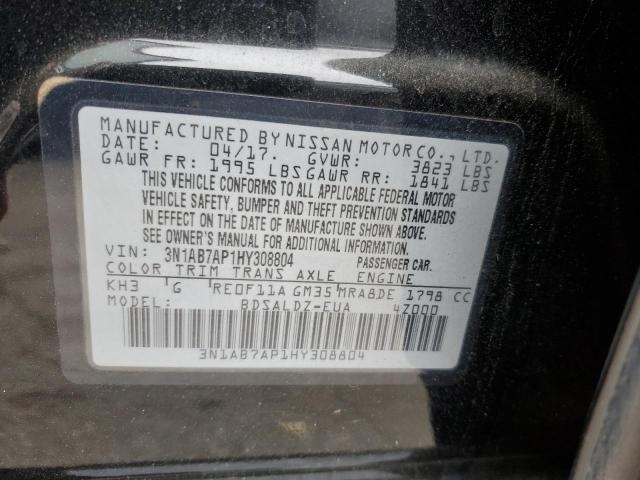 MANUFACTURED BY NISSAN MOTOR CO., LTD.
DATE: 04/17. GVWR: 3823 LBS
GAWR FR: 1995 LBS GAWR RR: 1841 LBS
THIS VEHICLE CONFORMS TO ALL APPLICABLE FEDERAL MOTOR
VEHICLE SAFETY, BUMPER AND THEFT PREVENTION STANDARDS
IN EFFECT ON THE DATE OF MANUFACTURE SHOWN ABOVE.
SEE OWNER'S MANUAL FOR ADDITIONAL INFORMATION.
VIN: 3N1AB7AP1HY308804 PASSENGER CAR.
COLOR TRIM TRANS AXLE ENGINE
KH3 G RE0F11A GM35 MRA8DE 1798 CC
MODEL: BDSALDZ-EUA 4Z000
3N1AB7AP1HY308804